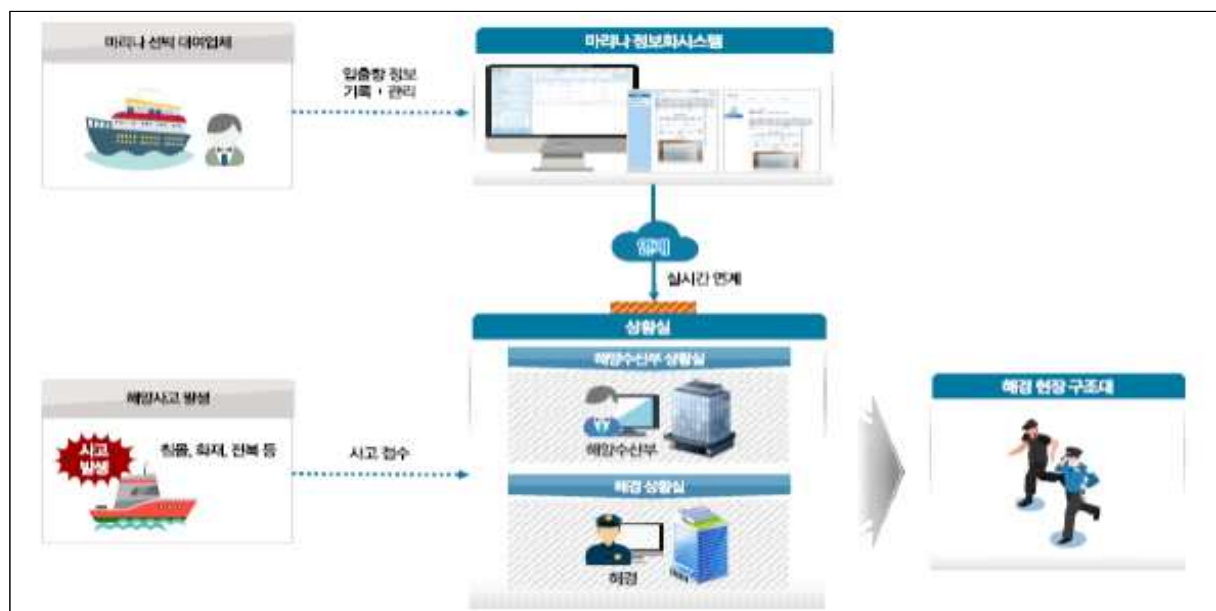 마리나 선박 대여업체
입출항 정보
기록 · 관리
마리나 정보화시스템
실시간 연계
상황실
해양수산부 상황실
해양수산부
해경 상황실
해경
해양사고 발생
사고
발생
침몰, 화재, 전복 등
사고 접수
해경 현장 구조대